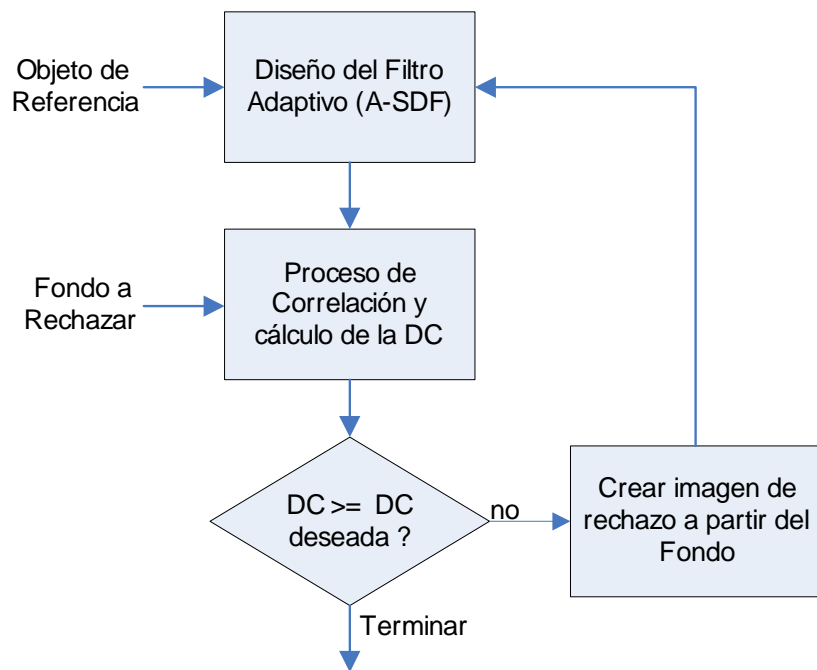 Objeto de
Referencia
Diseño del Filtro
Adaptivo (A-SDF)
Fondo a
Rechazar
Proceso de
Correlación y
cálculo de la DC
DC >= DC
deseada ?
no
Crear imagen de
rechazo a partir del
Fondo
Terminar